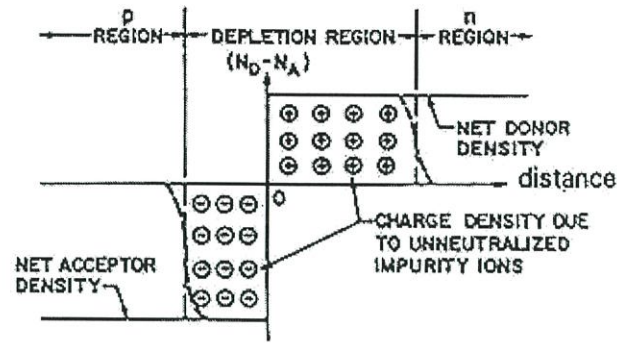 p
REGION
DEPLETION REGION
n
REGION
(N_D-N_A)
NET DONOR
DENSITY
distance
O
CHARGE DENSITY DUE
TO UNNEUTRALIZED
IMPURITY IONS
NET ACCEPTOR
DENSITY